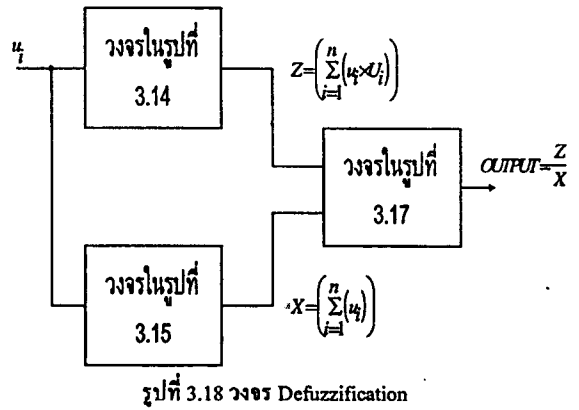 u_i
วงจรในรูปที่
3.14
Z=(∑_{i=1}^{n}(u_i×U_i))
วงจรในรูปที่
3.17
OUTPUT=Z/X
วงจรในรูปที่
3.15
X=(∑_{i=1}^{n}(u_i))
รูปที่ 3.18 วงจร Defuzzification